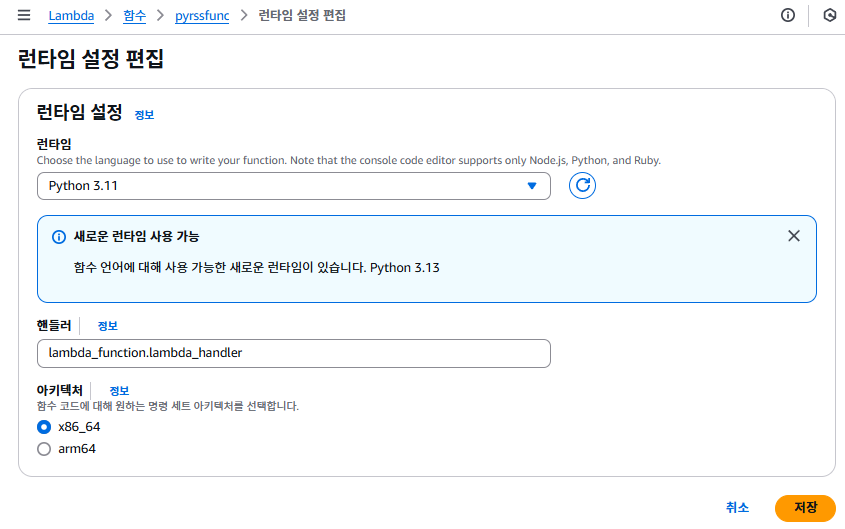 Lambda > 함수 > pyrssfunc > 런타임 설정 편집
런타임 설정 편집
런타임 설정 정보
런타임
Choose the language to use to write your function. Note that the console code editor supports only Node.js, Python, and Ruby.
Python 3.11
새로운 런타임 사용 가능
함수 언어에 대해 사용 가능한 새로운 런타임이 있습니다. Python 3.13
핸들러 정보
lambda_function.lambda_handler
아키텍처 정보
함수 코드에 대해 원하는 명령 세트 아키텍처를 선택합니다.
x86_64
arm64
취소 저장